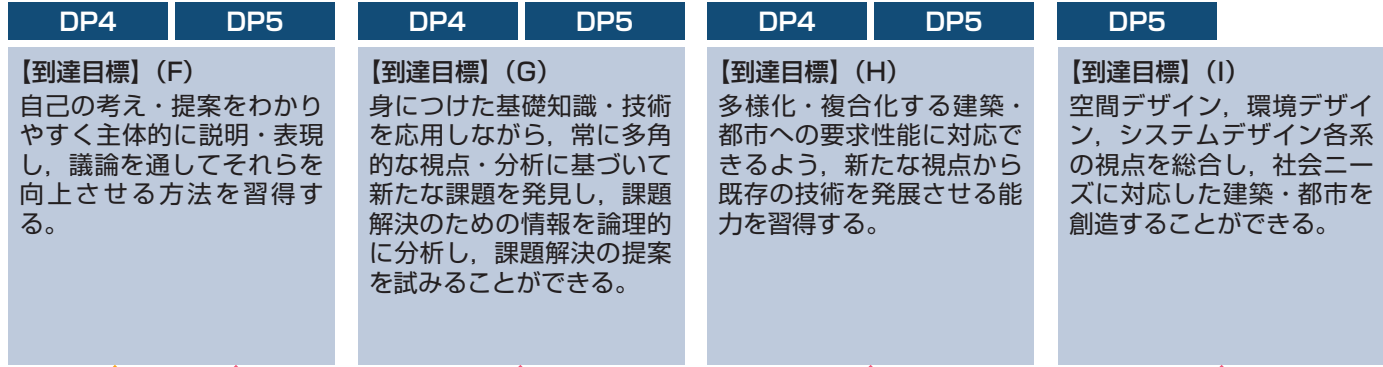 DP4 DP5
【到達目標】(F)
自己の考え・提案をわかり
やすく主体的に説明・表現
し，議論を通してそれらを
向上させる方法を習得す
る。
DP4 DP5
【到達目標】(G)
身につけた基礎知識・技術
を応用しながら，常に多角
的な視点・分析に基づいて
新たな課題を発見し，課題
解決のための情報を論理的
に分析し，課題解決の提案
を試みることができる。
DP4 DP5
【到達目標】(H)
多様化・複合化する建築・
都市への要求性能に対応で
きるよう，新たな視点から
既存の技術を発展させる能
力を習得する。
DP5
【到達目標】(I)
空間デザイン，環境デザイ
ン，システムデザイン各系
の視点を総合し，社会ニー
ズに対応した建築・都市を
創造することができる。